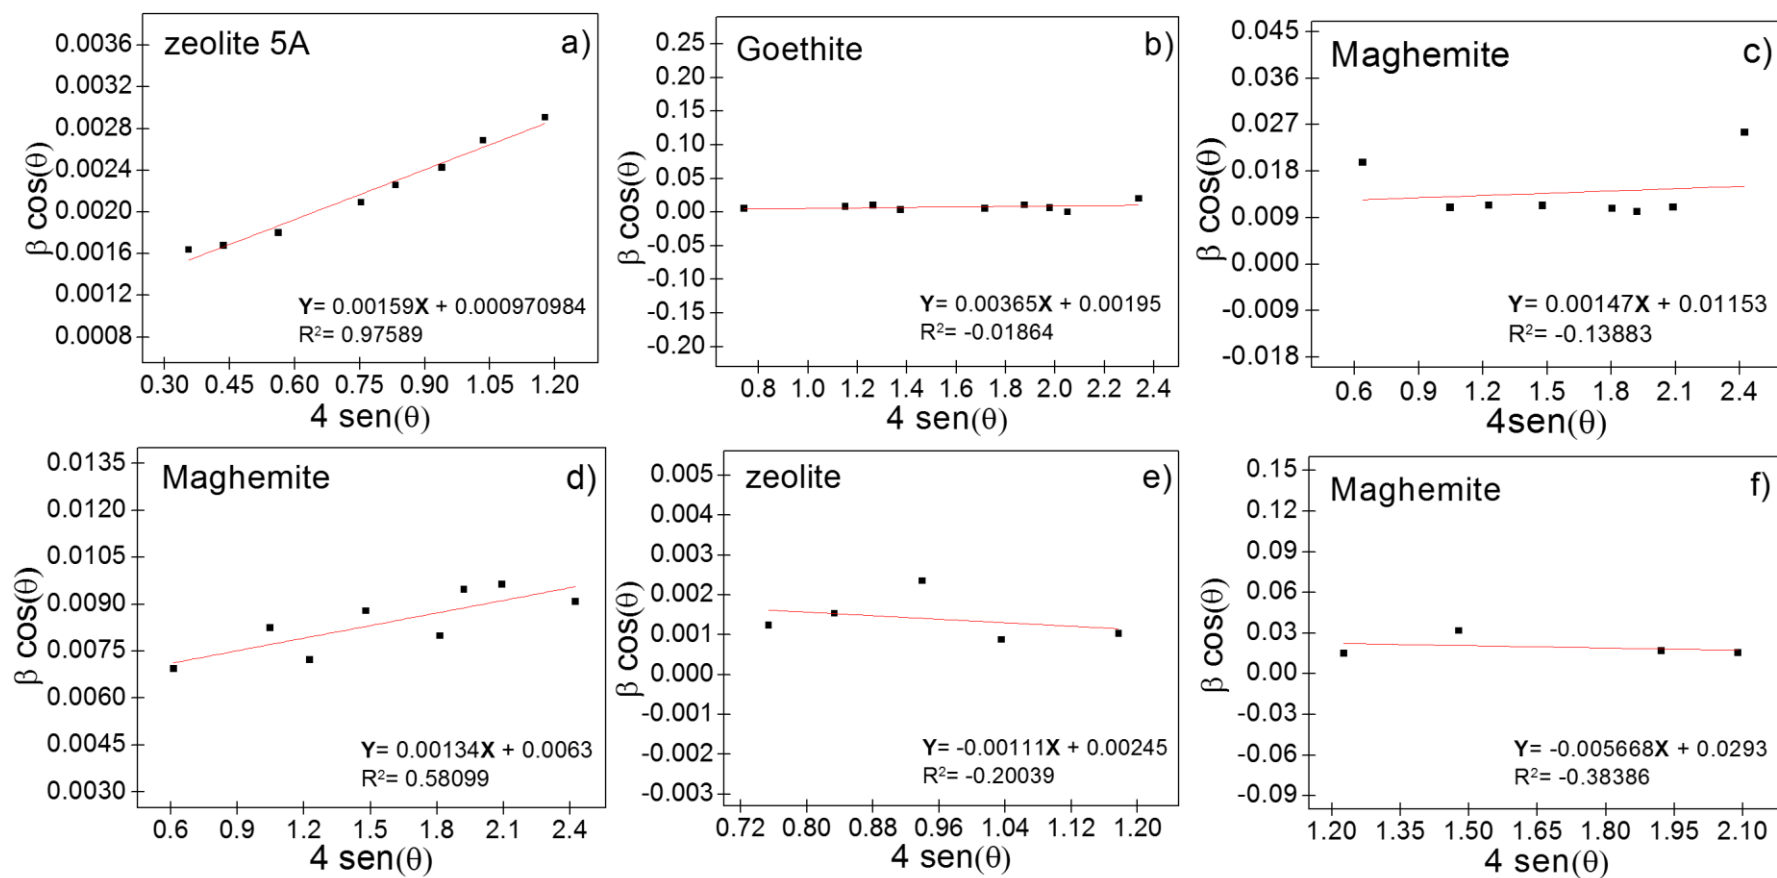 zeolite 5A
a)
β cos(θ)
0.0036
0.0032
0.0028
0.0024
0.0020
0.0016
0.0012
0.0008
Y= 0.00159X + 0.000970984
R²= 0.97589
0.30 0.45 0.60 0.75 0.90 1.05 1.20
4 sen(θ)
Goethite
b)
β cos(θ)
0.25
0.20
0.15
0.10
0.05
0.00
-0.05
-0.10
-0.15
-0.20
Y= 0.00365X + 0.00195
R²= -0.01864
0.8 1.0 1.2 1.4 1.6 1.8 2.0 2.2 2.4
4 sen(θ)
Maghemite
c)
β cos(θ)
0.045
0.036
0.027
0.018
0.009
0.000
-0.009
-0.018
Y= 0.00147X + 0.01153
R²= -0.13883
0.6 0.9 1.2 1.5 1.8 2.1 2.4
4sen(θ)
Maghemite
d)
β cos(θ)
0.0135
0.0120
0.0105
0.0090
0.0075
0.0060
0.0045
0.0030
Y= 0.00134X + 0.0063
R²= 0.58099
0.6 0.9 1.2 1.5 1.8 2.1 2.4
4 sen(θ)
zeolite
e)
β cos(θ)
0.005
0.004
0.003
0.002
0.001
0.000
-0.001
-0.002
-0.003
Y= -0.00111X + 0.00245
R²= -0.20039
0.72 0.80 0.88 0.96 1.04 1.12 1.20
4 sen(θ)
Maghemite
f)
β cos(θ)
0.15
0.12
0.09
0.06
0.03
0.00
-0.03
-0.06
-0.09
Y= -0.005668X + 0.0293
R²= -0.38386
1.20 1.35 1.50 1.65 1.80 1.95 2.10
4 sen(θ)